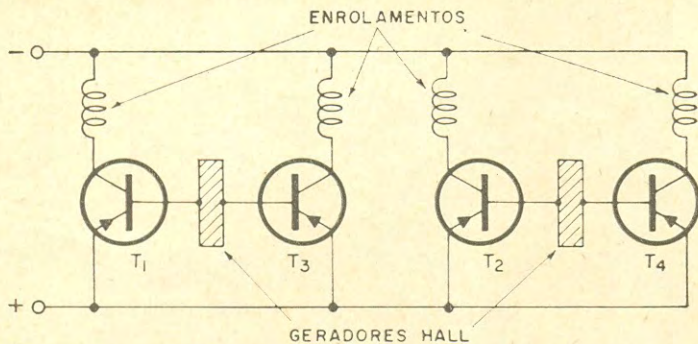 ENROLAMENTOS
−
T1 T3 T2 T4
+
GERADORES HALL